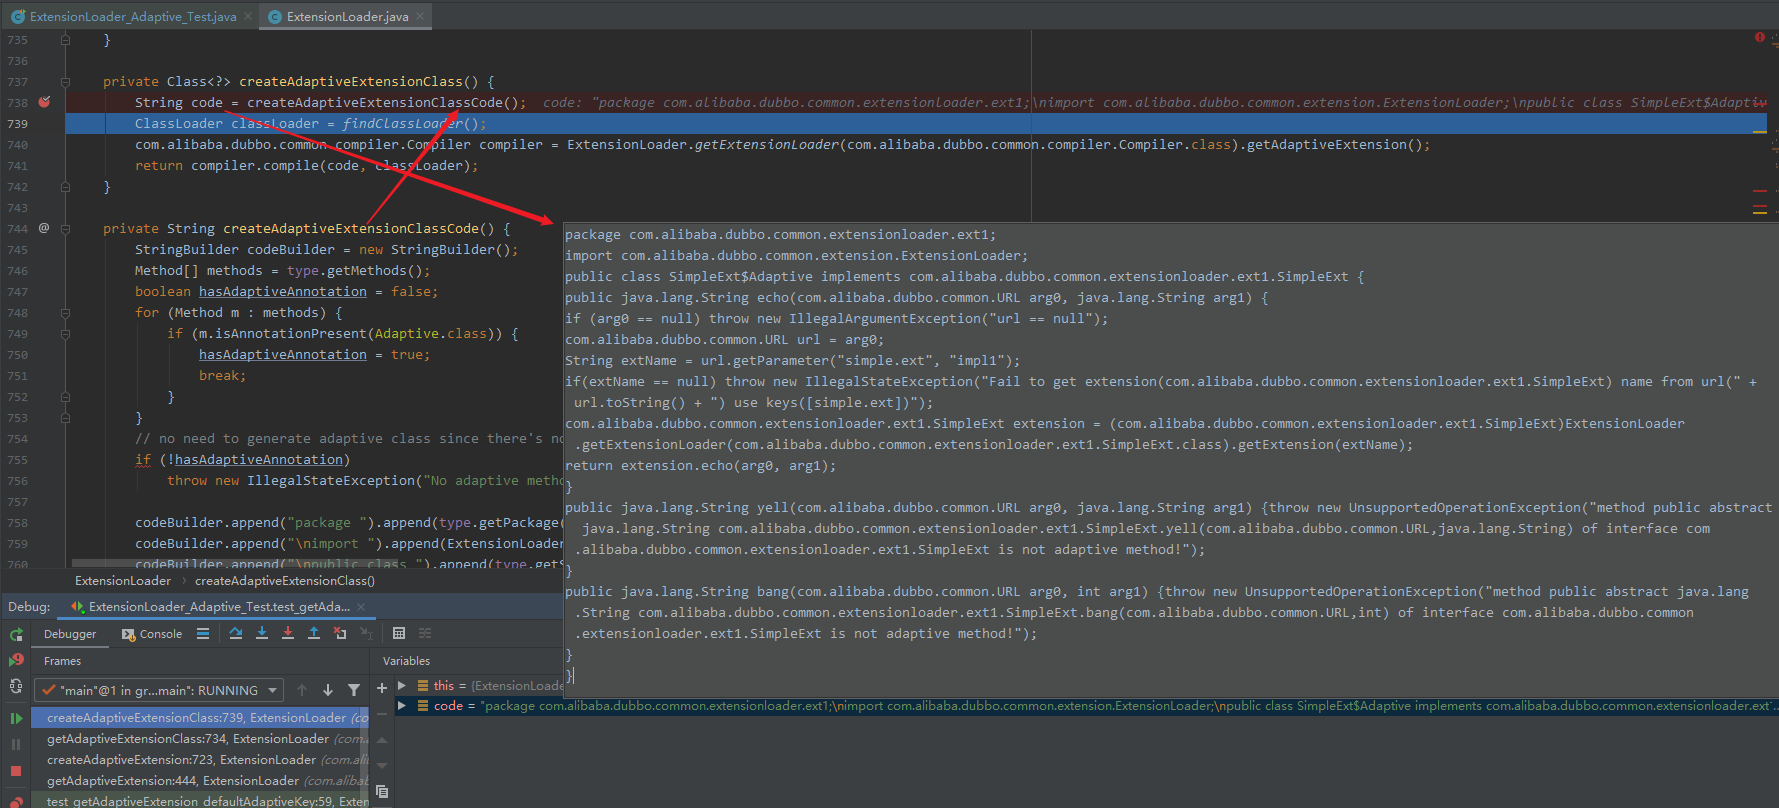 ExtensionLoader_Adaptive_Test.java × ExtensionLoader.java ×
735 }
736
737 private Class<?> createAdaptiveExtensionClass() {
738 String code = createAdaptiveExtensionClassCode(); code: "package com.alibaba.dubbo.common.extensionloader.ext1;\nimport com.alibaba.dubbo.common.extension.ExtensionLoader;\npublic class SimpleExt$Adaptiv
739 ClassLoader classLoader = findClassLoader();
740 com.alibaba.dubbo.common.compiler.Compiler compiler = ExtensionLoader.getExtensionLoader(com.alibaba.dubbo.common.compiler.Compiler.class).getAdaptiveExtension();
741 return compiler.compile(code, classLoader);
742 }
743
744 @ private String createAdaptiveExtensionClassCode() {
745 StringBuilder codeBuilder = new StringBuilder();
746 Method[] methods = type.getMethods();
747 boolean hasAdaptiveAnnotation = false;
748 for (Method m : methods) {
749 if (m.isAnnotationPresent(Adaptive.class)) {
750 hasAdaptiveAnnotation = true;
751 break;
752 }
753 }
754 // no need to generate adaptive class since there's no
755 if (!hasAdaptiveAnnotation)
756 throw new IllegalStateException("No adaptive metho
757
758 codeBuilder.append("package ").append(type.getPackage(
759 codeBuilder.append("\nimport ").append(ExtensionLoader
760 codeBuilder.append("\npublic class ").append(type.getS
package com.alibaba.dubbo.common.extensionloader.ext1;
import com.alibaba.dubbo.common.extension.ExtensionLoader;
public class SimpleExt$Adaptive implements com.alibaba.dubbo.common.extensionloader.ext1.SimpleExt {
public java.lang.String echo(com.alibaba.dubbo.common.URL arg0, java.lang.String arg1) {
if (arg0 == null) throw new IllegalArgumentException("url == null");
com.alibaba.dubbo.common.URL url = arg0;
String extName = url.getParameter("simple.ext", "impl1");
if(extName == null) throw new IllegalStateException("Fail to get extension(com.alibaba.dubbo.common.extensionloader.ext1.SimpleExt) name from url(" +
url.toString() + ") use keys([simple.ext])");
com.alibaba.dubbo.common.extensionloader.ext1.SimpleExt extension = (com.alibaba.dubbo.common.extensionloader.ext1.SimpleExt)ExtensionLoader
.getExtensionLoader(com.alibaba.dubbo.common.extensionloader.ext1.SimpleExt.class).getExtension(extName);
return extension.echo(arg0, arg1);
}
public java.lang.String yell(com.alibaba.dubbo.common.URL arg0, java.lang.String arg1) {throw new UnsupportedOperationException("method public abstract
java.lang.String com.alibaba.dubbo.common.extensionloader.ext1.SimpleExt.yell(com.alibaba.dubbo.common.URL,java.lang.String) of interface com
.alibaba.dubbo.common.extensionloader.ext1.SimpleExt is not adaptive method!");
}
public java.lang.String bang(com.alibaba.dubbo.common.URL arg0, int arg1) {throw new UnsupportedOperationException("method public abstract java.lang
.String com.alibaba.dubbo.common.extensionloader.ext1.SimpleExt.bang(com.alibaba.dubbo.common.URL,int) of interface com.alibaba.dubbo.common
.extensionloader.ext1.SimpleExt is not adaptive method!");
}
}
ExtensionLoader › createAdaptiveExtensionClass()
Debug: ExtensionLoader_Adaptive_Test.test_getAda... ×
Debugger Console
Frames
Variables
"main"@1 in gr...main": RUNNING
createAdaptiveExtensionClass:739, ExtensionLoader (co
getAdaptiveExtensionClass:734, ExtensionLoader (com.
createAdaptiveExtension:723, ExtensionLoader (com.ali
getAdaptiveExtension:444, ExtensionLoader (com.alibab
test_getAdaptiveExtension_defaultAdaptiveKey:59, Exten
this = {ExtensionLoade
code = "package com.alibaba.dubbo.common.extensionloader.ext1;\nimport com.alibaba.dubbo.common.extension.ExtensionLoader;\npublic class SimpleExt$Adaptive implements com.alibaba.dubbo.common.extensionloader.ext1...